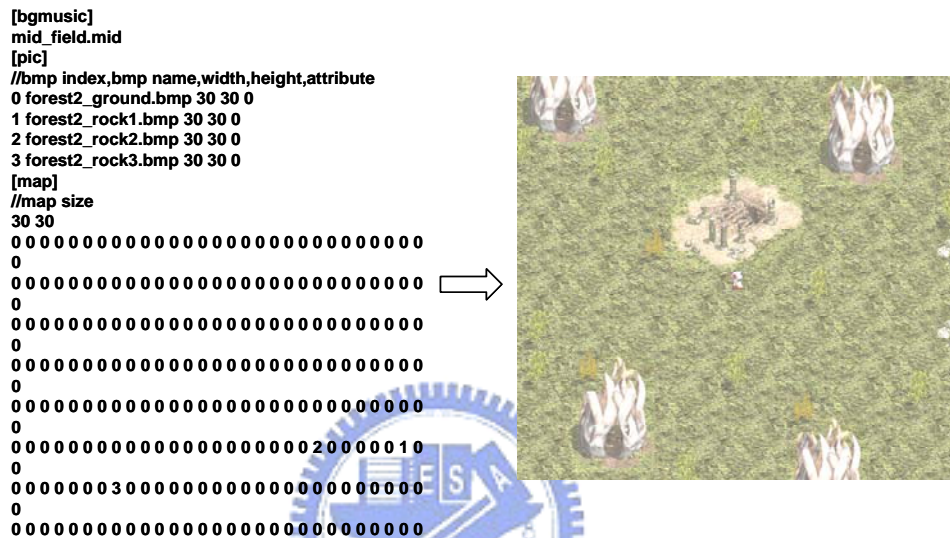 [bgmusic]
mid_field.mid
[pic]
//bmp index,bmp name,width,height,attribute
0 forest2_ground.bmp 30 30 0
1 forest2_rock1.bmp 30 30 0
2 forest2_rock2.bmp 30 30 0
3 forest2_rock3.bmp 30 30 0
[map]
//map size
30 30
0 0 0 0 0 0 0 0 0 0 0 0 0 0 0 0 0 0 0 0 0 0 0 0 0 0 0 0 0
0
0 0 0 0 0 0 0 0 0 0 0 0 0 0 0 0 0 0 0 0 0 0 0 0 0 0 0 0 0
0
0 0 0 0 0 0 0 0 0 0 0 0 0 0 0 0 0 0 0 0 0 0 0 0 0 0 0 0 0
0
0 0 0 0 0 0 0 0 0 0 0 0 0 0 0 0 0 0 0 0 0 0 0 0 0 0 0 0 0
0
0 0 0 0 0 0 0 0 0 0 0 0 0 0 0 0 0 0 0 0 0 0 0 0 0 0 0 0 0
0
0 0 0 0 0 0 0 0 0 0 0 0 0 0 0 0 0 0 0 0 0 2 0 0 0 0 0 1 0
0
0 0 0 0 0 0 0 3 0 0 0 0 0 0 0 0 0 0 0 0 0 0 0 0 0 0 0 0 0
0
0 0 0 0 0 0 0 0 0 0 0 0 0 0 0 0 0 0 0 0 0 0 0 0 0 0 0 0 0
E S A